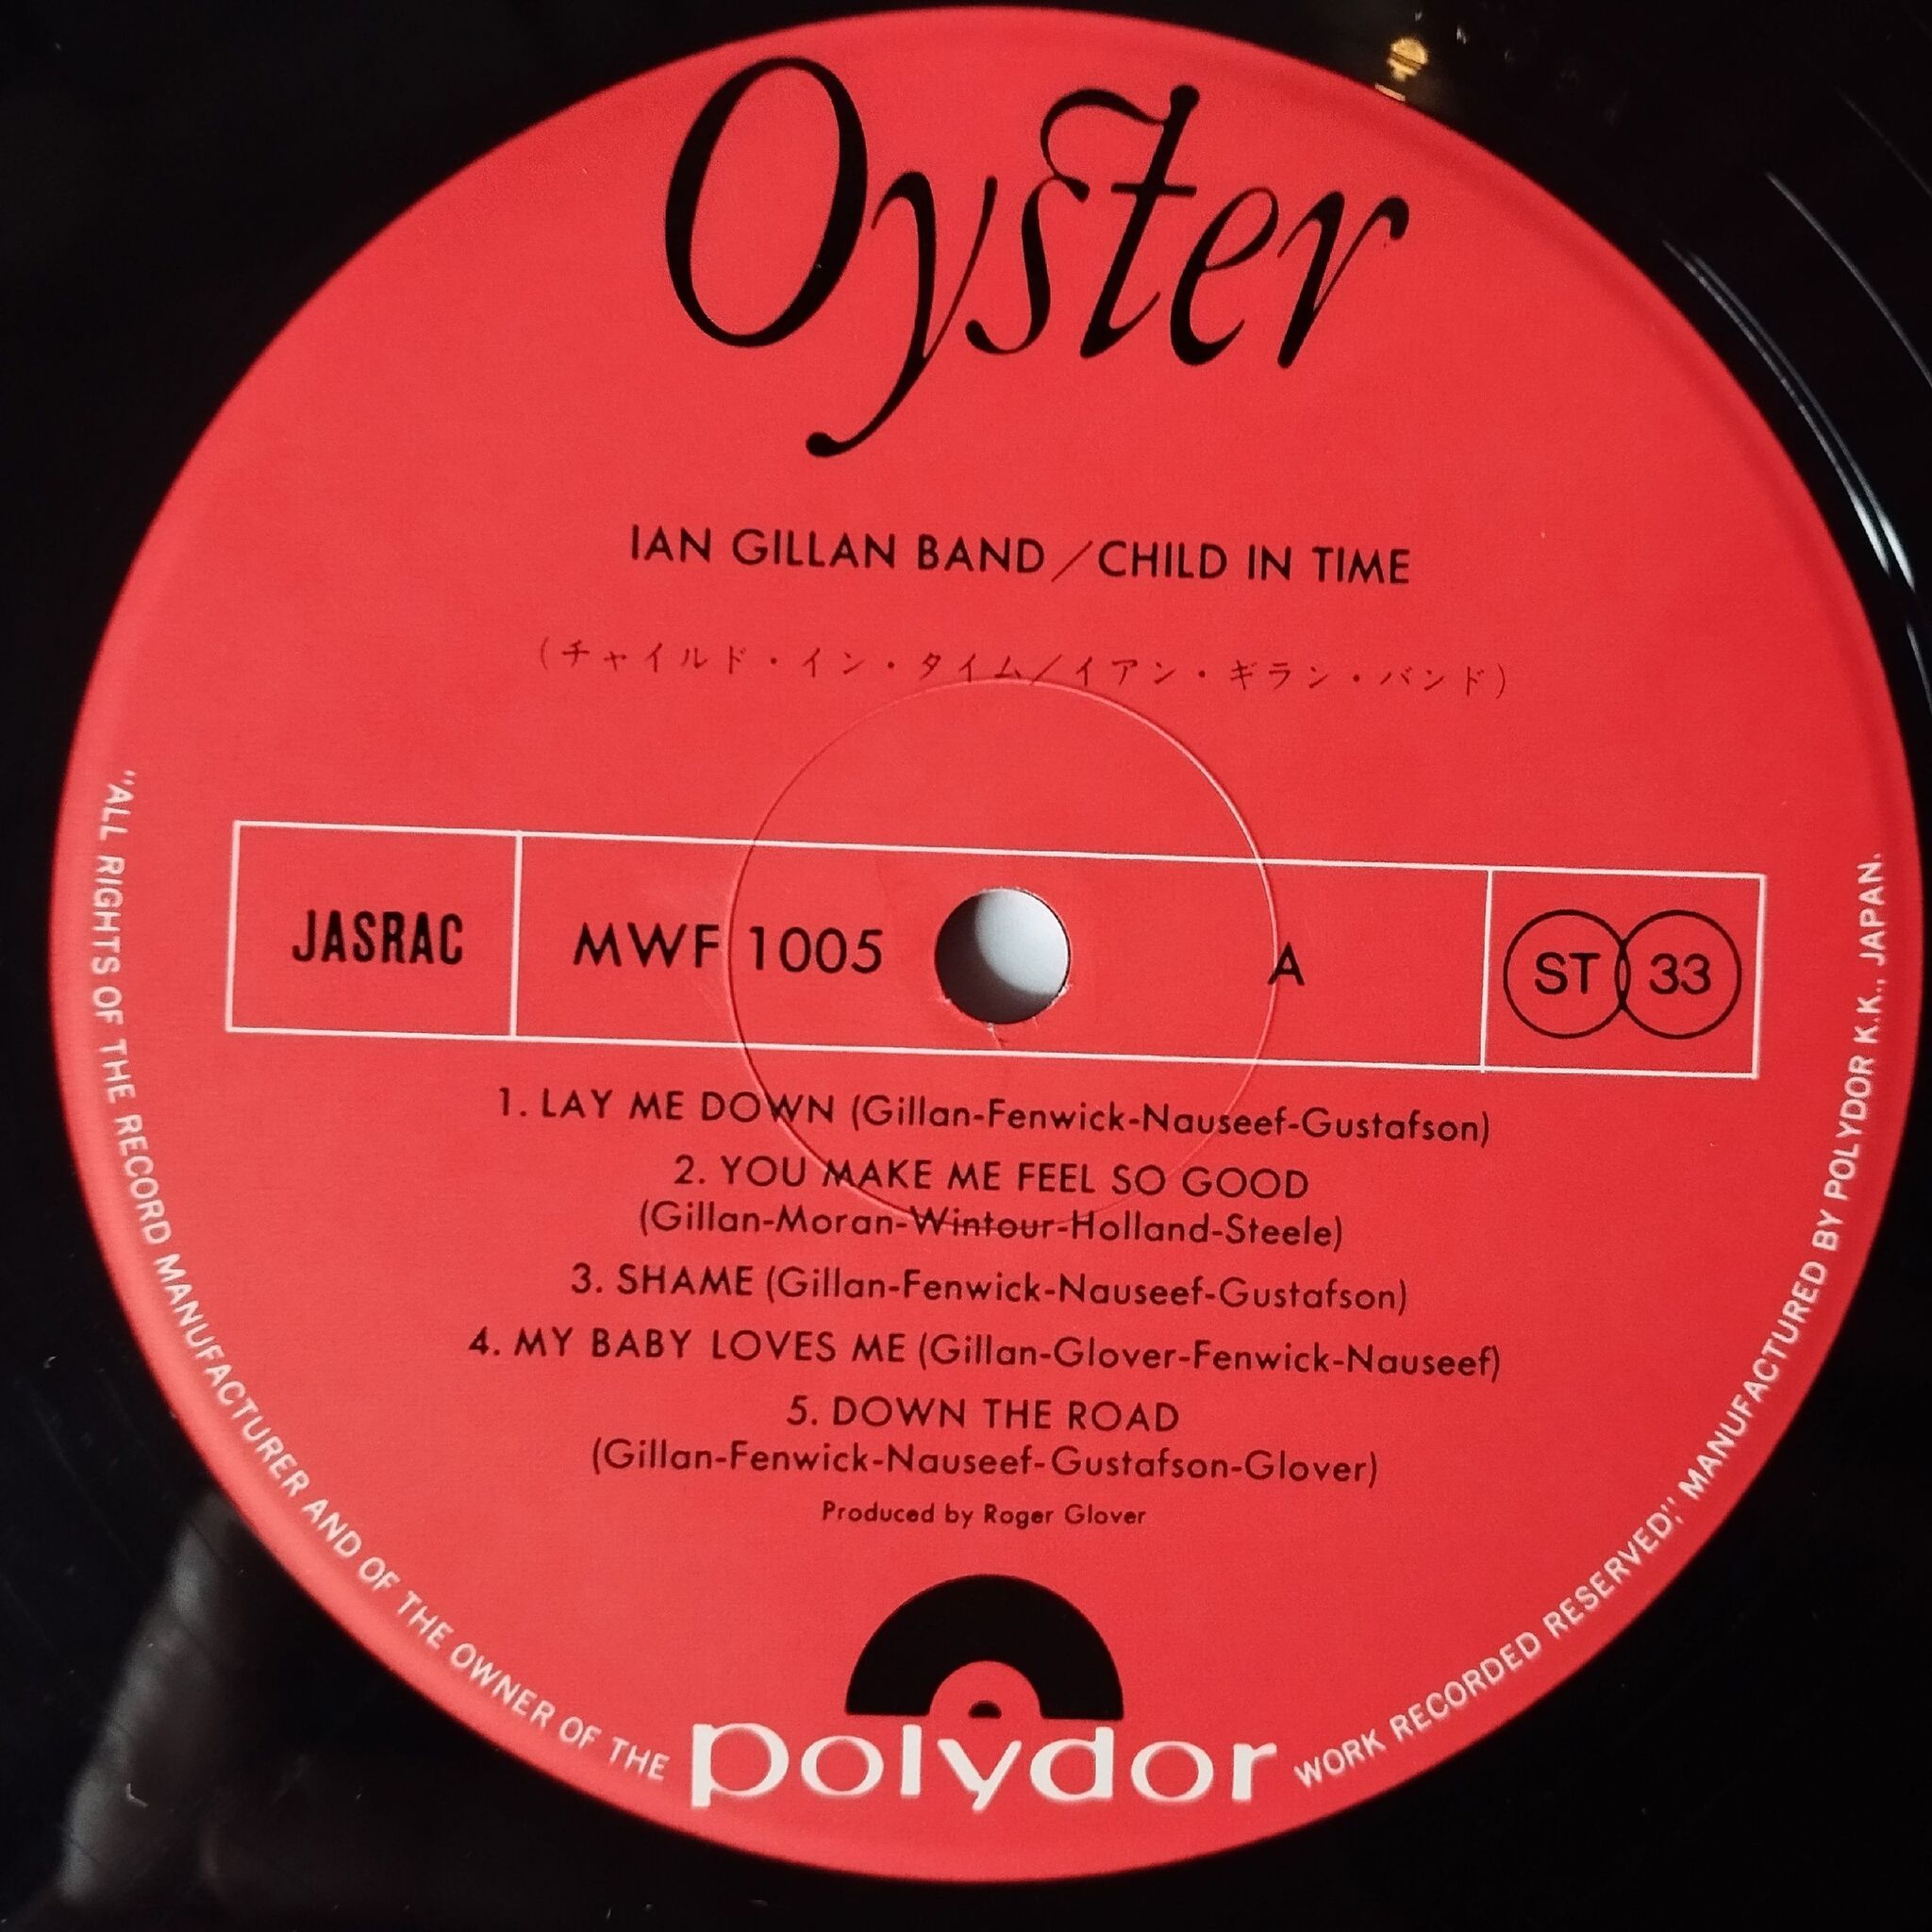 Oyster
IAN GILLAN BAND／CHILD IN TIME
(チャイルド・イン・タイム／イアン・ギラン・バンド)
JASRAC
MWF 1005
A
ST 33
1. LAY ME DOWN (Gillan-Fenwick-Nauseef-Gustafson)
2. YOU MAKE ME FEEL SO GOOD
(Gillan-Moran-Wintour-Holland-Steele)
3. SHAME (Gillan-Fenwick-Nauseef-Gustafson)
4. MY BABY LOVES ME (Gillan-Glover-Fenwick-Nauseef)
5. DOWN THE ROAD
(Gillan-Fenwick-Nauseef-Gustafson-Glover)
Produced by Roger Glover
polydor
"ALL RIGHTS OF THE RECORD MANUFACTURER AND OF THE OWNER OF THE WORK RECORDED RESERVED," MANUFACTURED BY POLYDOR K.K., JAPAN.